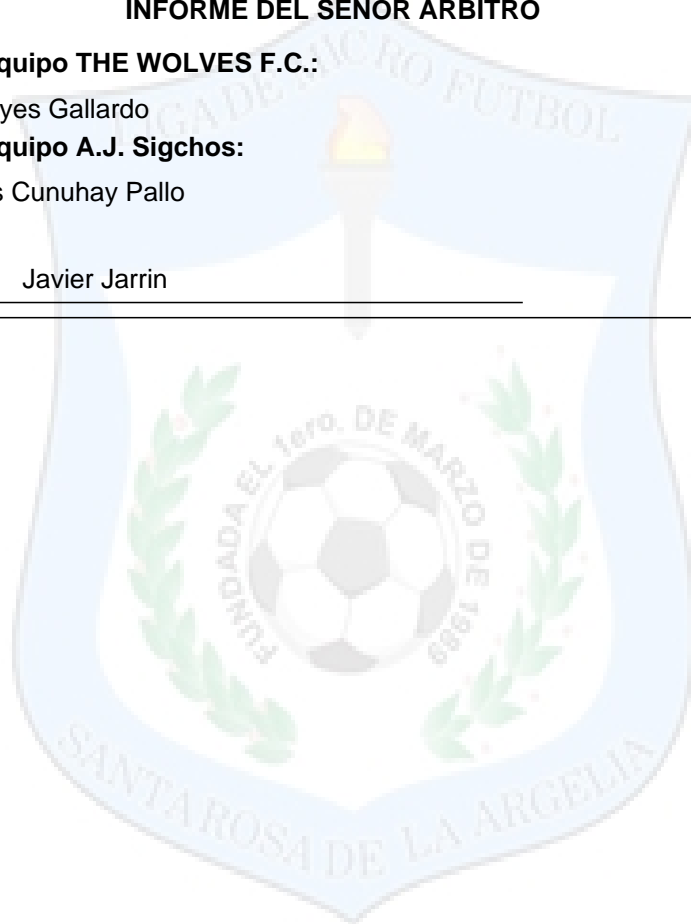 INFORME DEL SEÑOR ARBITRO
quipo THE WOLVES F.C.:
yes Gallardo
quipo A.J. Sigchos:
s Cunuhay Pallo
Javier Jarrin
LIGA DE MICRO FUTBOL
FUNDADA EL 1ero. DE MARZO DE 1989
SANTA ROSA DE LA ARGELIA